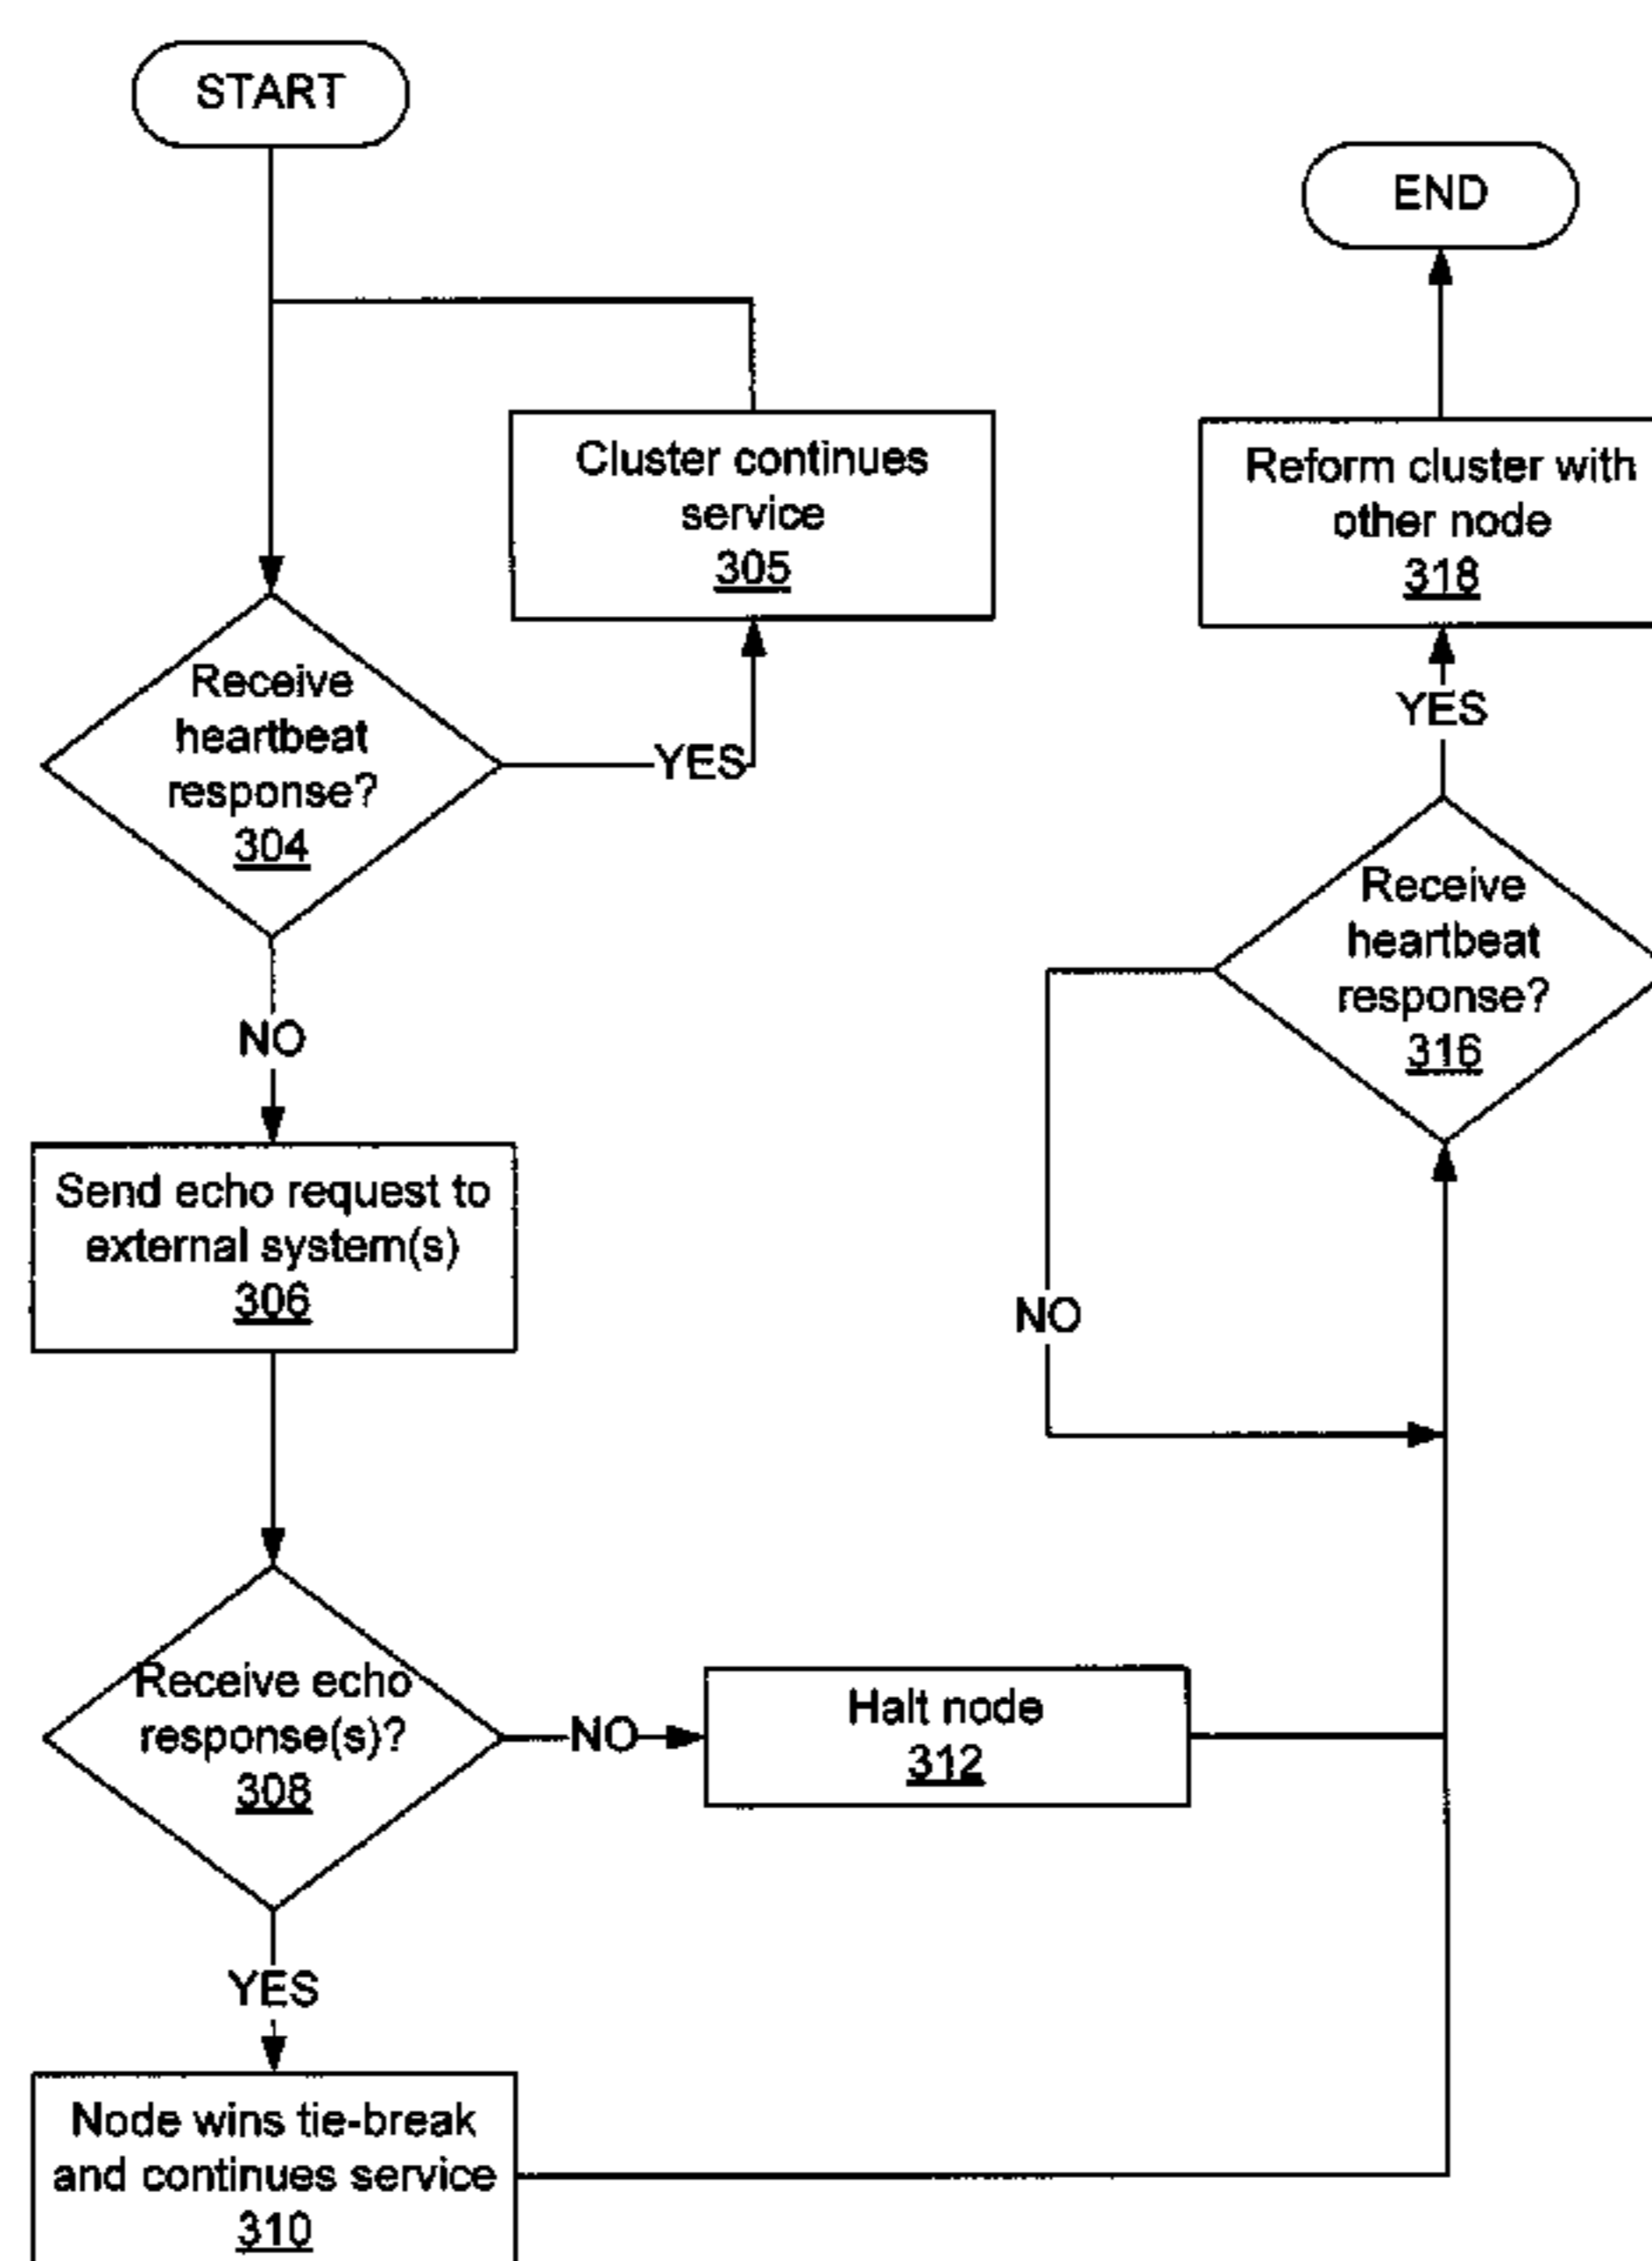 START
END
Cluster continues
service
305
Reform cluster with
other node
318
Receive
heartbeat
response?
304
YES
YES
Receive
heartbeat
response?
316
NO
Send echo request to
external system(s)
306
NO
Receive echo
response(s)?
308
NO
Halt node
312
YES
Node wins tie-break
and continues service
310